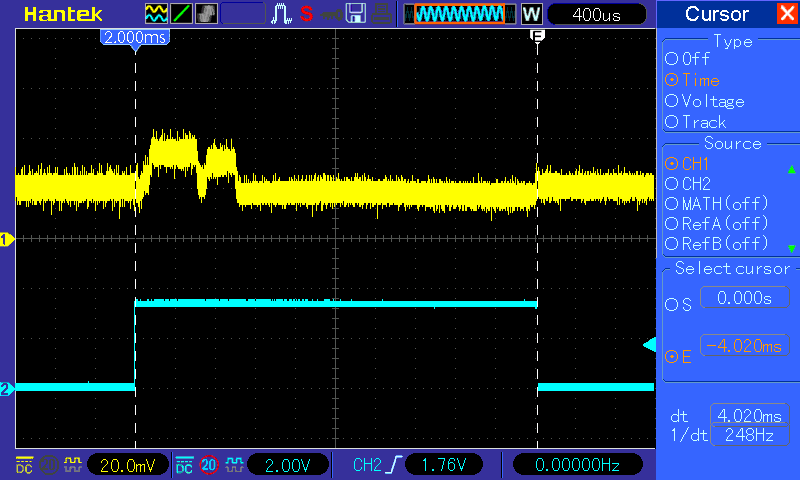 Hantek S W 400us
2.000ms
E
1
2
DC 20 20.0mV DC 20 2.00V CH2 1.76V 0.00000Hz
Cursor
Type
Off
Time
Voltage
Track
Source
CH1
CH2
MATH(off)
RefA(off)
RefB(off)
Select cursor
S 0.000s
E -4.020ms
dt 4.020ms
1/dt 248Hz